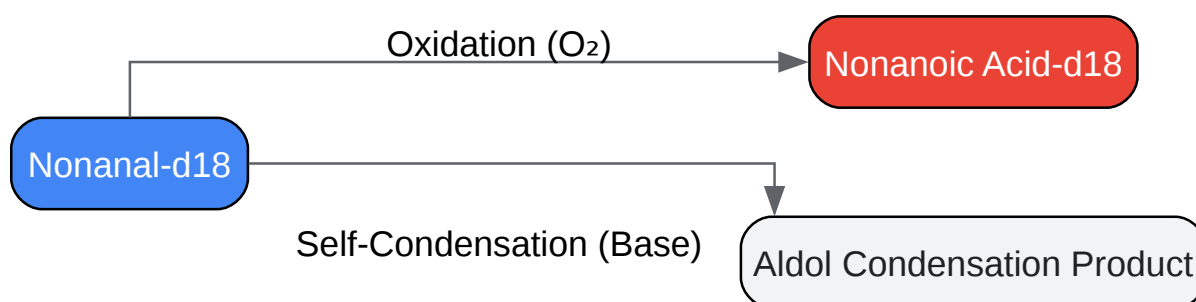 Oxidation (O₂)
Nonanoic Acid-d18
Nonanal-d18
Self-Condensation (Base)
Aldol Condensation Product